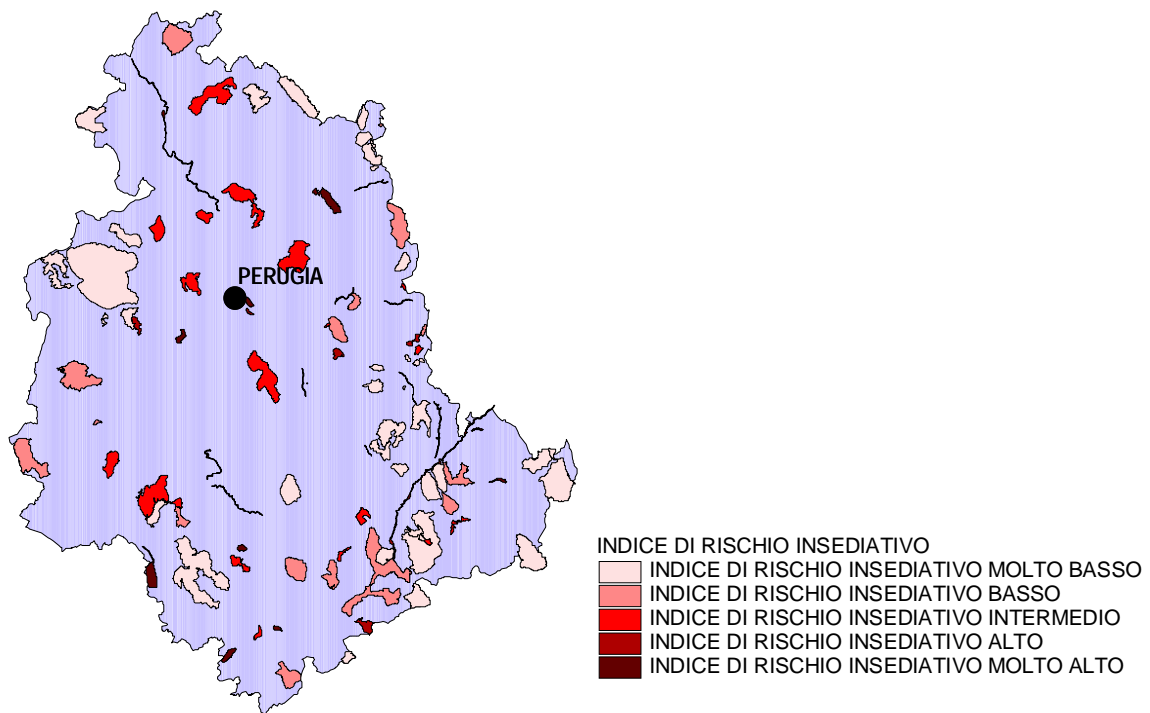 PERUGIA
INDICE DI RISCHIO INSEDIATIVO
INDICE DI RISCHIO INSEDIATIVO MOLTO BASSO
INDICE DI RISCHIO INSEDIATIVO BASSO
INDICE DI RISCHIO INSEDIATIVO INTERMEDIO
INDICE DI RISCHIO INSEDIATIVO ALTO
INDICE DI RISCHIO INSEDIATIVO MOLTO ALTO